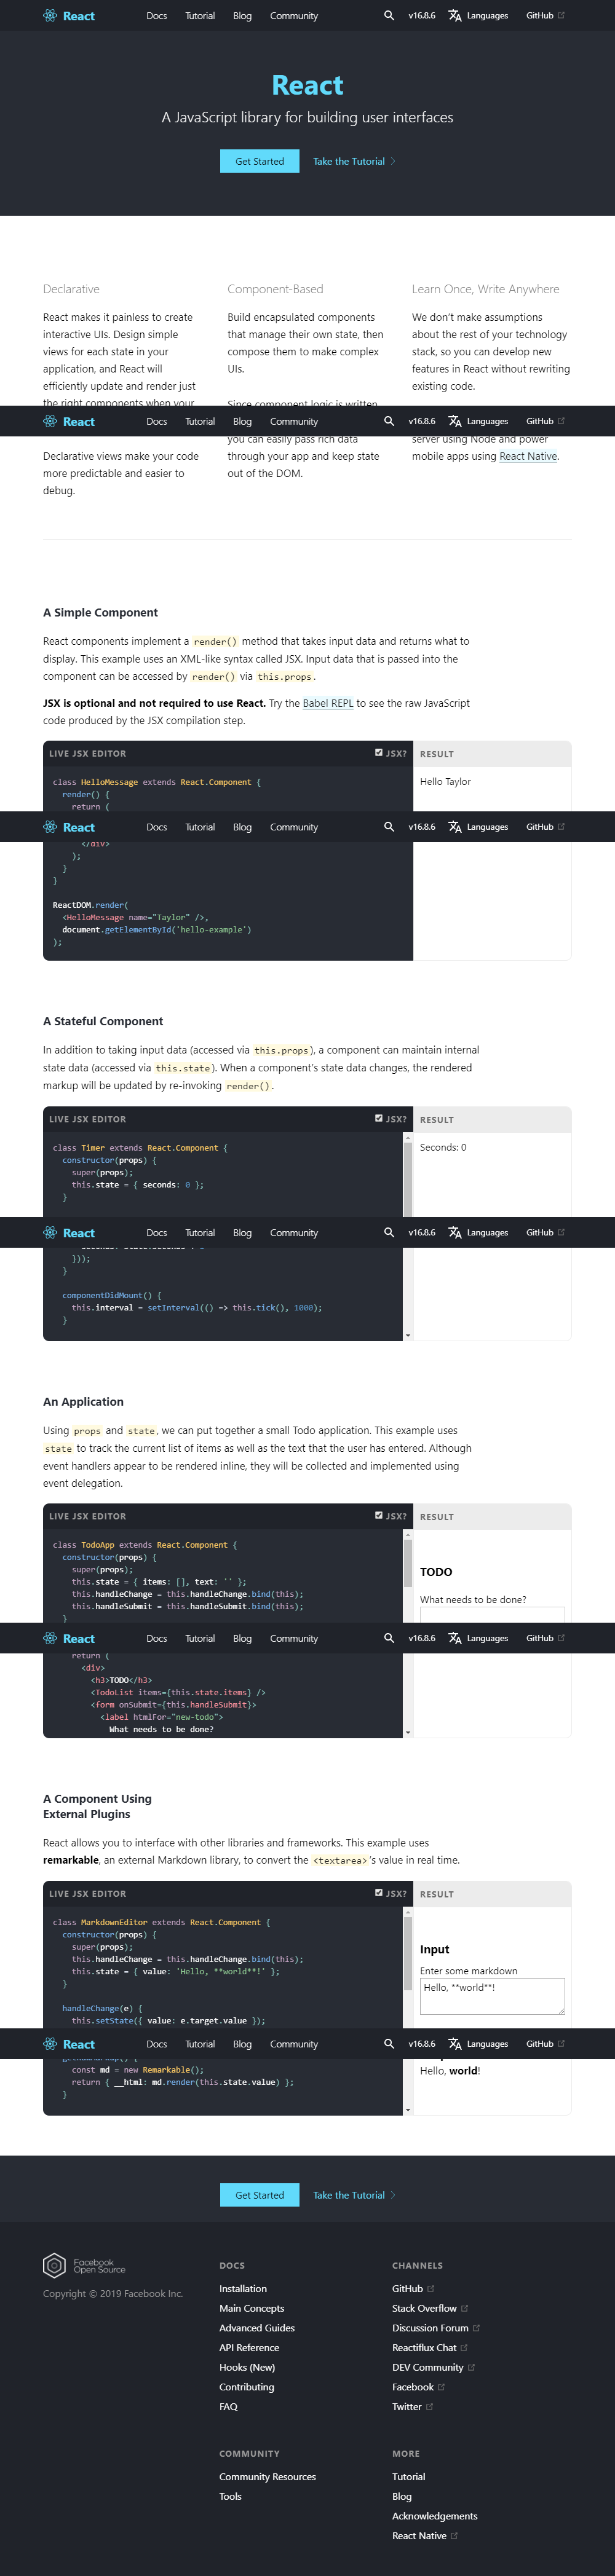 React
Docs Tutorial Blog Community v16.8.6 Languages GitHub
React
A JavaScript library for building user interfaces
Get Started Take the Tutorial
Declarative
React makes it painless to create
interactive UIs. Design simple
views for each state in your
application, and React will
efficiently update and render just
the right components when your
Declarative views make your code
more predictable and easier to
debug.
Component-Based
Build encapsulated components
that manage their own state, then
compose them to make complex
UIs.
Since component logic is written
you can easily pass rich data
through your app and keep state
out of the DOM.
Learn Once, Write Anywhere
We don't make assumptions
about the rest of your technology
stack, so you can develop new
features in React without rewriting
existing code.
server using Node and power
mobile apps using React Native.
React
Docs Tutorial Blog Community v16.8.6 Languages GitHub
A Simple Component
React components implement a render() method that takes input data and returns what to
display. This example uses an XML-like syntax called JSX. Input data that is passed into the
component can be accessed by render() via this.props.
JSX is optional and not required to use React. Try the Babel REPL to see the raw JavaScript
code produced by the JSX compilation step.
LIVE JSX EDITOR JSX?
class HelloMessage extends React.Component {
render() {
return (
React
Docs Tutorial Blog Community v16.8.6 Languages GitHub
</div>
);
}
}
ReactDOM.render(
<HelloMessage name="Taylor" />,
document.getElementById('hello-example')
);
RESULT
Hello Taylor
A Stateful Component
In addition to taking input data (accessed via this.props), a component can maintain internal
state data (accessed via this.state). When a component's state data changes, the rendered
markup will be updated by re-invoking render().
LIVE JSX EDITOR JSX?
class Timer extends React.Component {
constructor(props) {
super(props);
this.state = { seconds: 0 };
}
React
Docs Tutorial Blog Community v16.8.6 Languages GitHub
}));
}
componentDidMount() {
this.interval = setInterval(() => this.tick(), 1000);
}
RESULT
Seconds: 0
An Application
Using props and state, we can put together a small Todo application. This example uses
state to track the current list of items as well as the text that the user has entered. Although
event handlers appear to be rendered inline, they will be collected and implemented using
event delegation.
LIVE JSX EDITOR JSX?
class TodoApp extends React.Component {
constructor(props) {
super(props);
this.state = { items: [], text: '' };
this.handleChange = this.handleChange.bind(this);
this.handleSubmit = this.handleSubmit.bind(this);
}
React
Docs Tutorial Blog Community v16.8.6 Languages GitHub
return (
<div>
<h3>TODO</h3>
<TodoList items={this.state.items} />
<form onSubmit={this.handleSubmit}>
<label htmlFor="new-todo">
What needs to be done?
RESULT
TODO
What needs to be done?
A Component Using
External Plugins
React allows you to interface with other libraries and frameworks. This example uses
remarkable, an external Markdown library, to convert the <textarea>'s value in real time.
LIVE JSX EDITOR JSX?
class MarkdownEditor extends React.Component {
constructor(props) {
super(props);
this.handleChange = this.handleChange.bind(this);
this.state = { value: 'Hello, **world**!' };
}
handleChange(e) {
this.setState({ value: e.target.value });
React
Docs Tutorial Blog Community v16.8.6 Languages GitHub
const md = new Remarkable();
return { __html: md.render(this.state.value) };
}
RESULT
Input
Enter some markdown
Hello, **world**!
Hello, world!
Get Started Take the Tutorial
Facebook
Open Source
Copyright © 2019 Facebook Inc.
DOCS
Installation
Main Concepts
Advanced Guides
API Reference
Hooks (New)
Contributing
FAQ
CHANNELS
GitHub
Stack Overflow
Discussion Forum
Reactiflux Chat
DEV Community
Facebook
Twitter
COMMUNITY
Community Resources
Tools
MORE
Tutorial
Blog
Acknowledgements
React Native